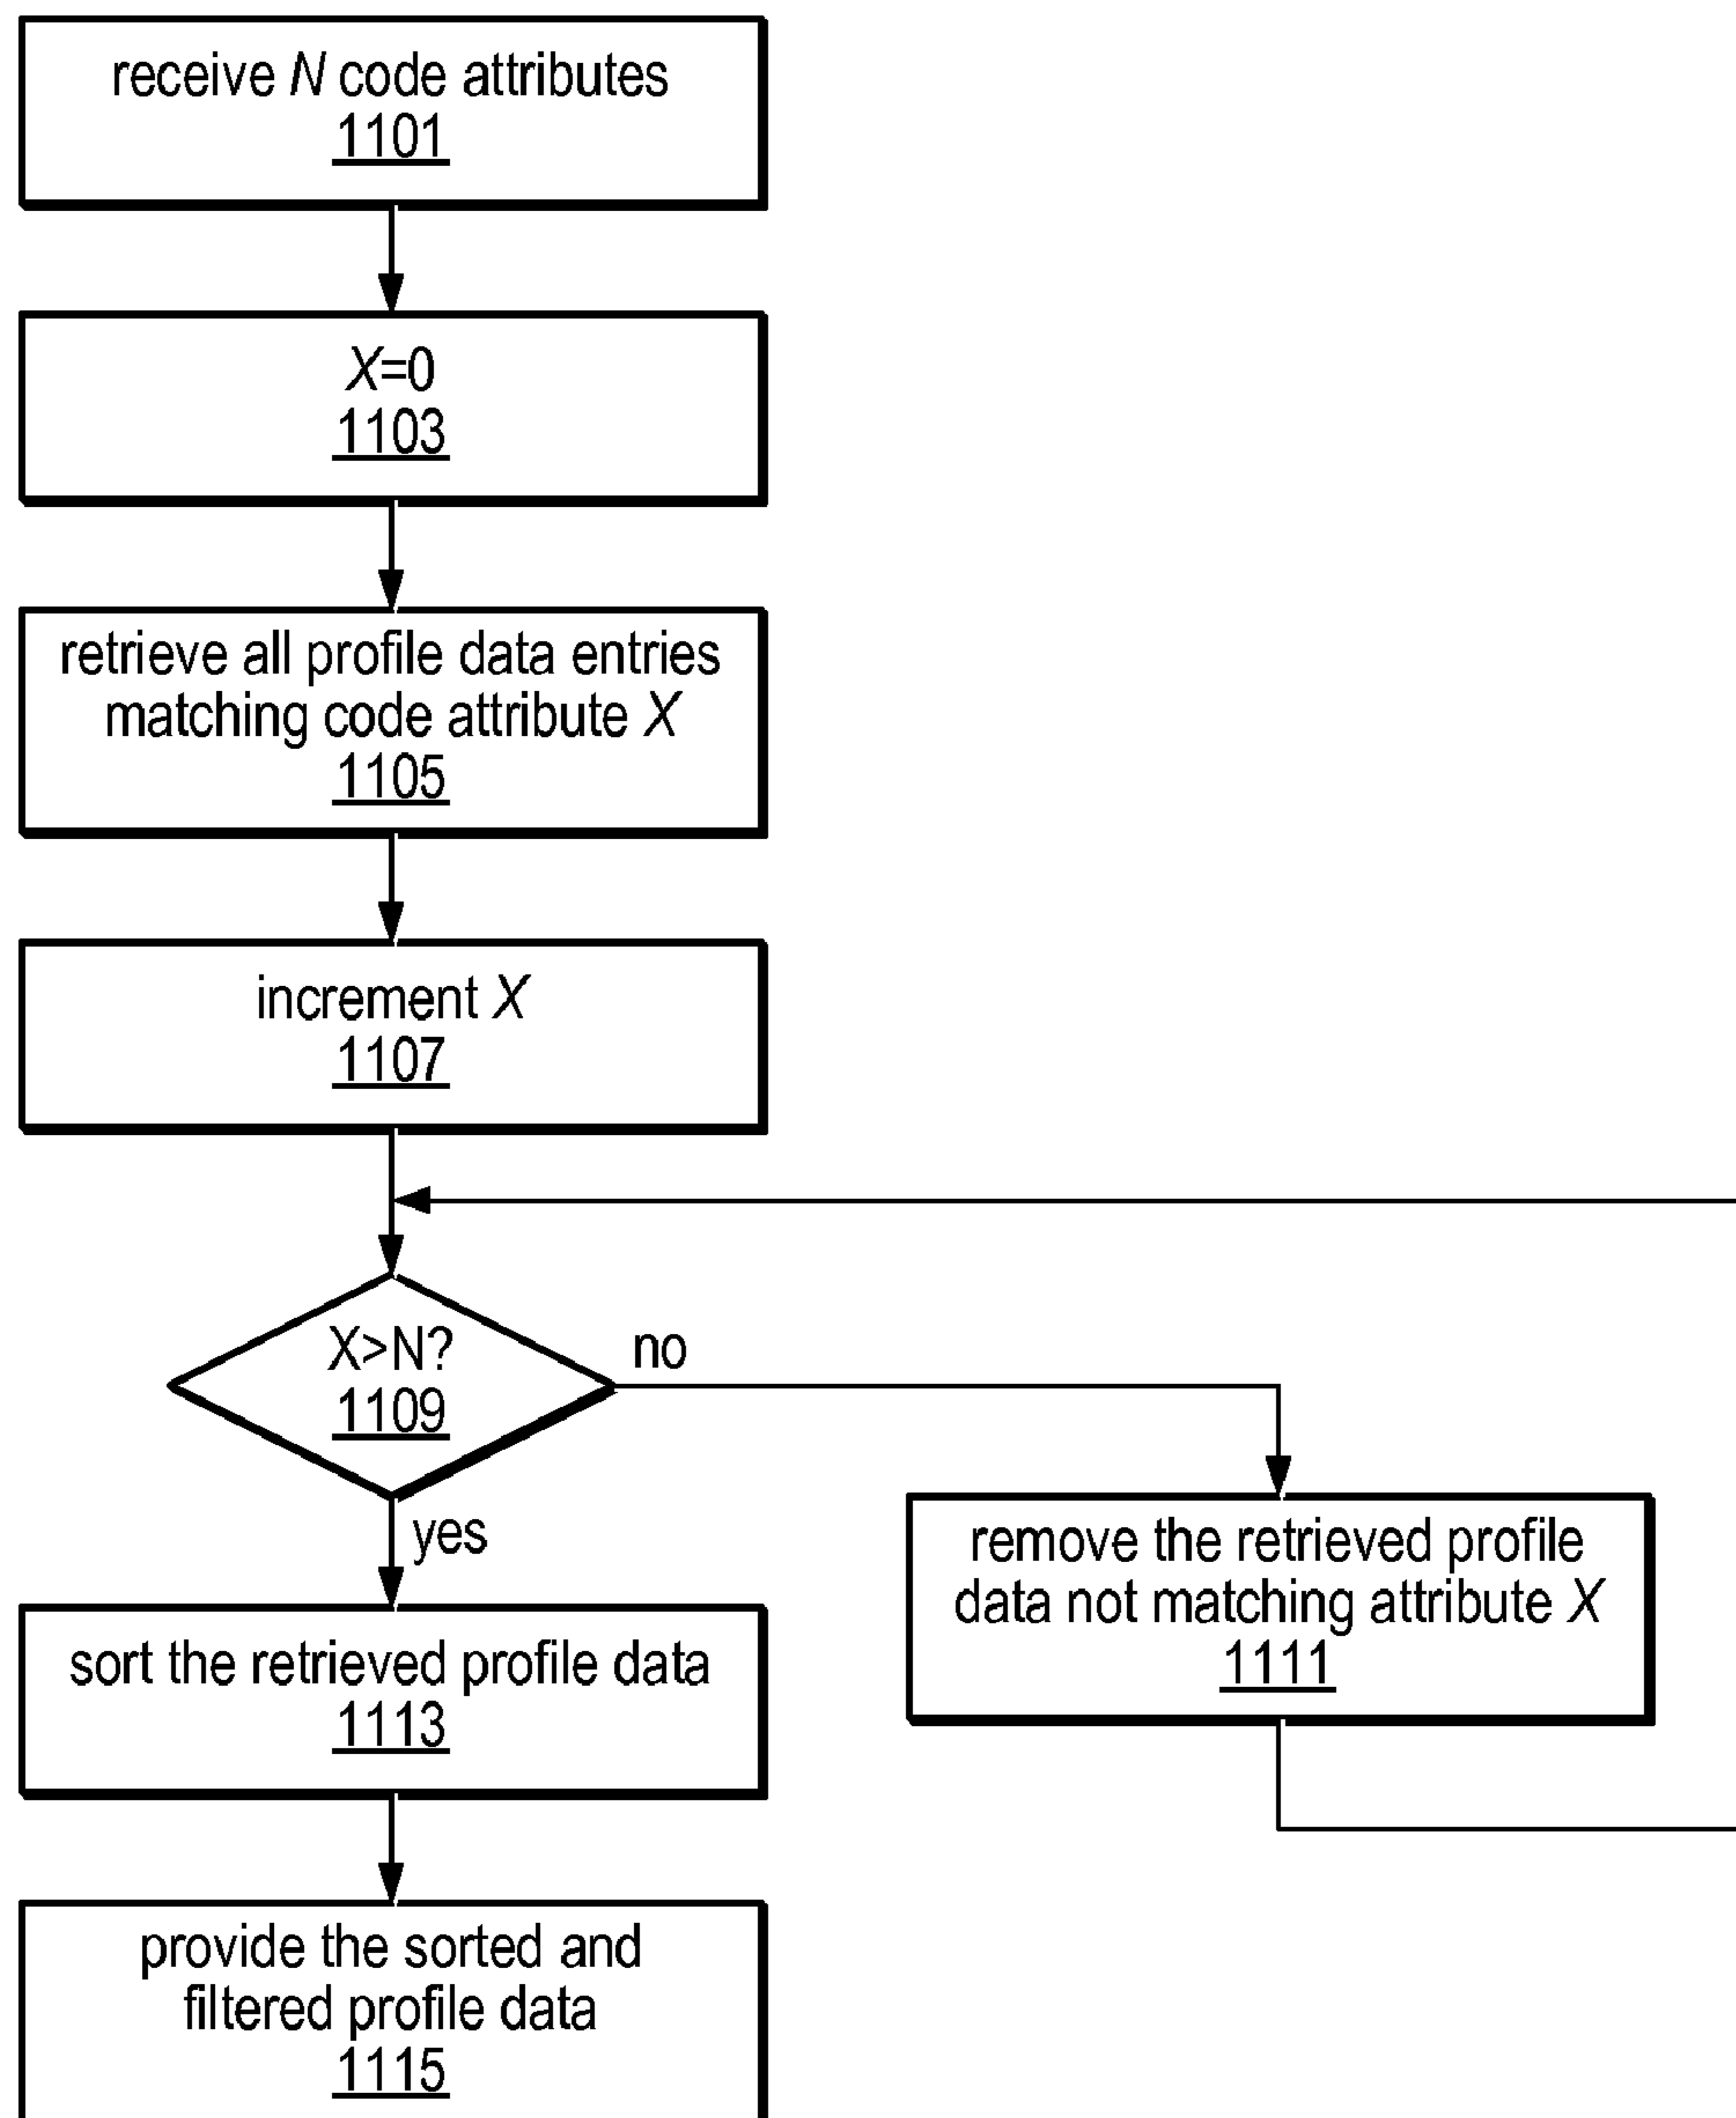 receive N code attributes
1101
X=0
1103
retrieve all profile data entries
matching code attribute X
1105
increment X
1107
X>N?
1109
no
yes
remove the retrieved profile
data not matching attribute X
1111
sort the retrieved profile data
1113
provide the sorted and
filtered profile data
1115